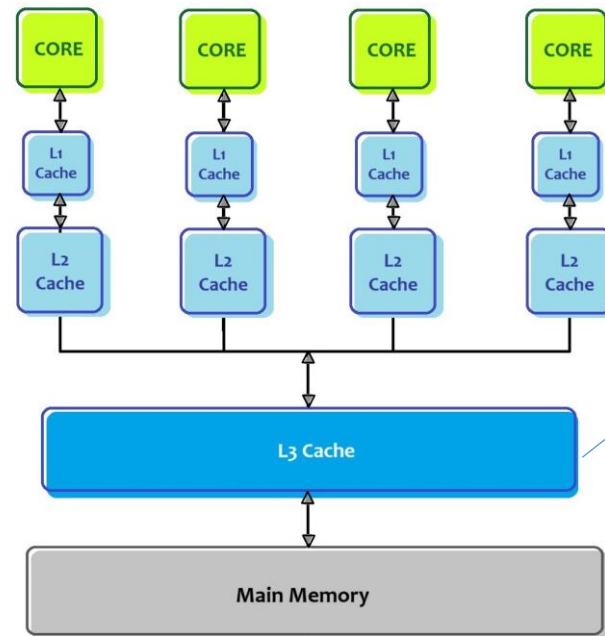 CORE CORE CORE CORE
L1 L1 L1 L1
Cache Cache Cache Cache
L2 L2 L2 L2
Cache Cache Cache Cache
L3 Cache
Main Memory